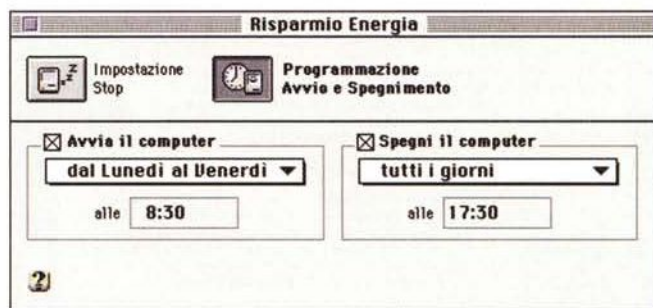 Risparmio Energia
Impostazione
Stop
Programmazione
Avvio e Spegnimento
Avvia il computer
dal Lunedì al Venerdì
alle 8:30
Spegni il computer
tutti i giorni
alle 17:30